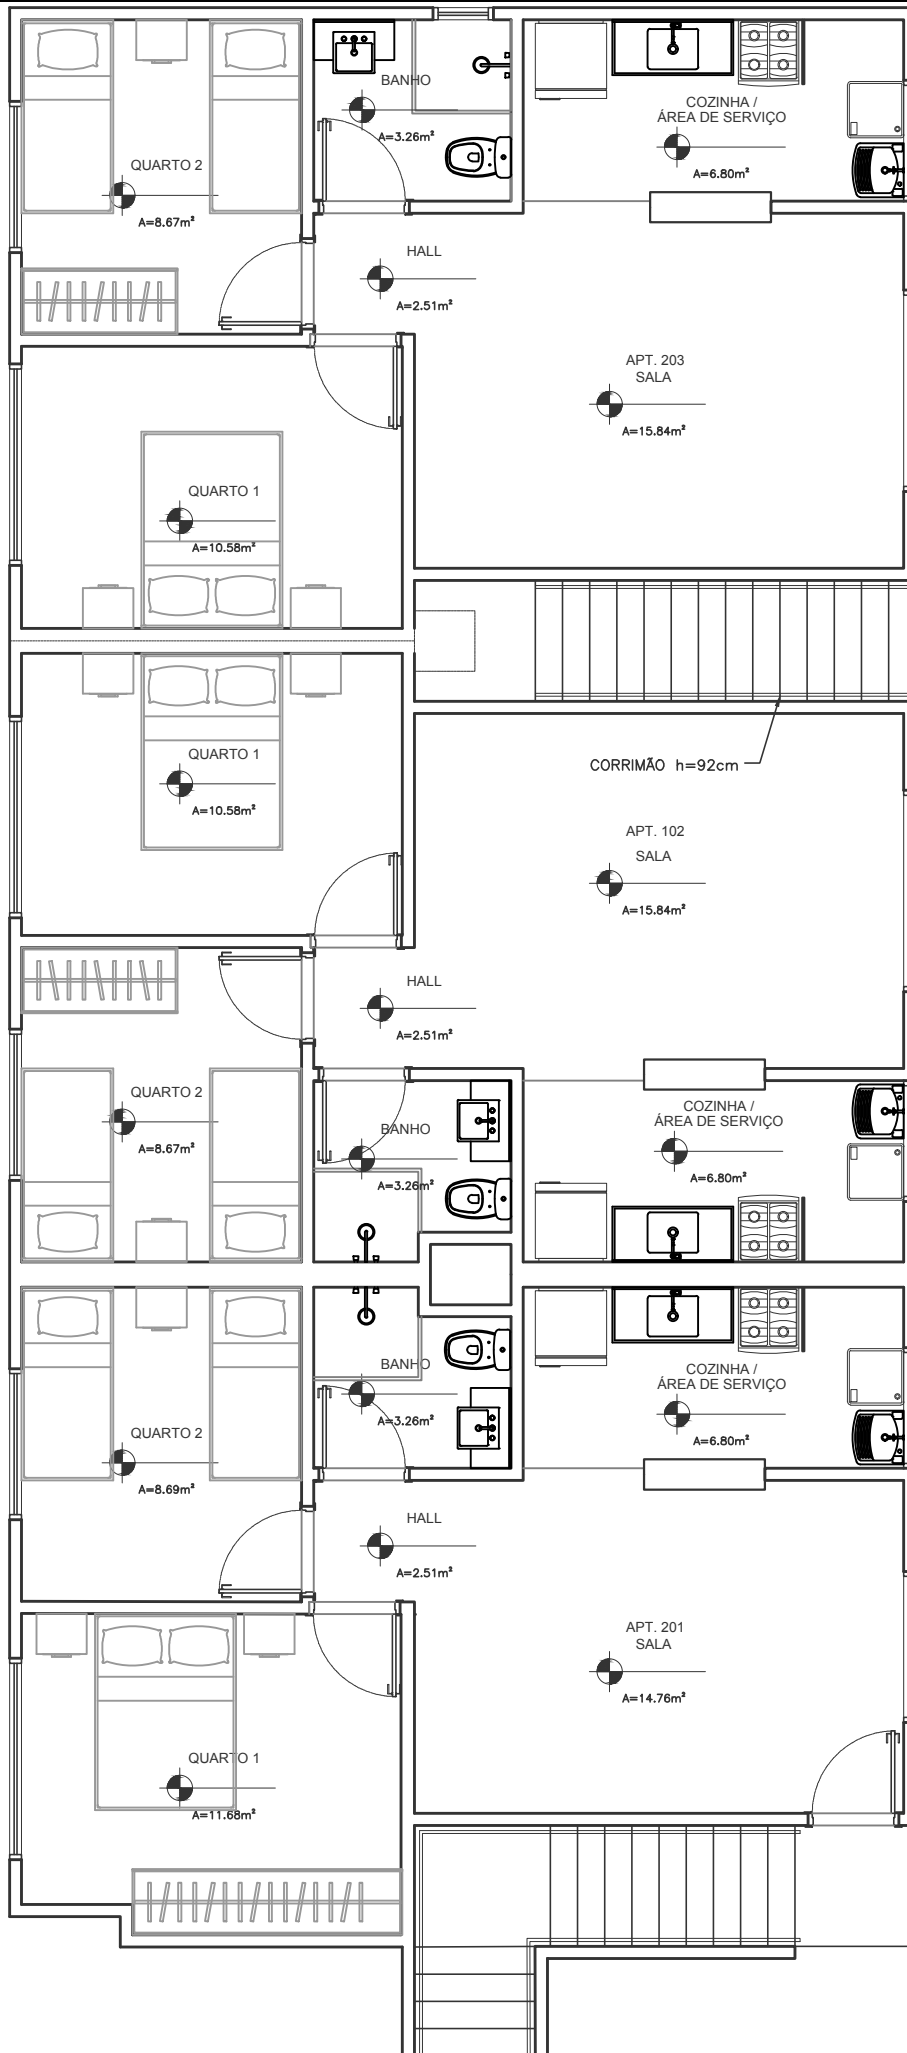 BANHO
A=3.26m²
COZINHA /
ÁREA DE SERVIÇO
A=6.80m²
QUARTO 2
A=8.67m²
HALL
A=2.51m²
APT. 203
SALA
A=15.84m²
QUARTO 1
A=10.58m²
QUARTO 1
A=10.58m²
CORRIMÃO h=92cm
APT. 102
SALA
A=15.84m²
HALL
A=2.51m²
QUARTO 2
A=8.67m²
BANHO
A=3.26m²
COZINHA /
ÁREA DE SERVIÇO
A=6.80m²
BANHO
A=3.26m²
COZINHA /
ÁREA DE SERVIÇO
A=6.80m²
QUARTO 2
A=8.69m²
HALL
A=2.51m²
APT. 201
SALA
A=14.76m²
QUARTO 1
A=11.68m²